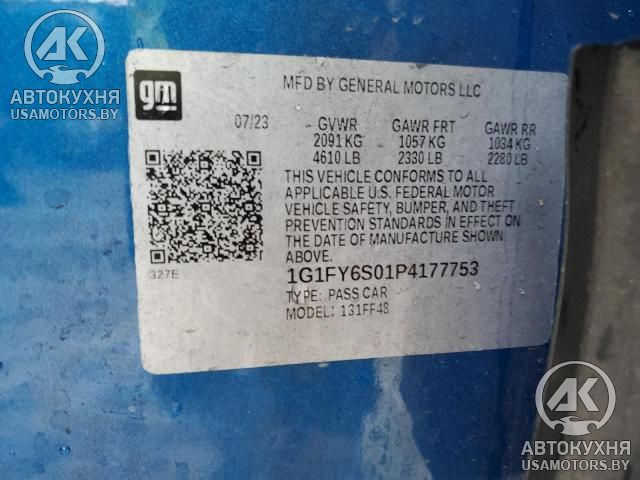 АВТОКУХНЯ
USAMOTORS.BY
gm
MFD BY GENERAL MOTORS LLC
07/23 GVWR GAWR FRT GAWR RR
2091 KG 1057 KG 1034 KG
4610 LB 2330 LB 2280 LB
THIS VEHICLE CONFORMS TO ALL
APPLICABLE U.S. FEDERAL MOTOR
VEHICLE SAFETY, BUMPER, AND THEFT
PREVENTION STANDARDS IN EFFECT ON
THE DATE OF MANUFACTURE SHOWN
ABOVE.
327E
1G1FY6S01P4177753
TYPE: PASS CAR
MODEL: 131FF48
АК
АВТОКУХНЯ
USAMOTORS.BY